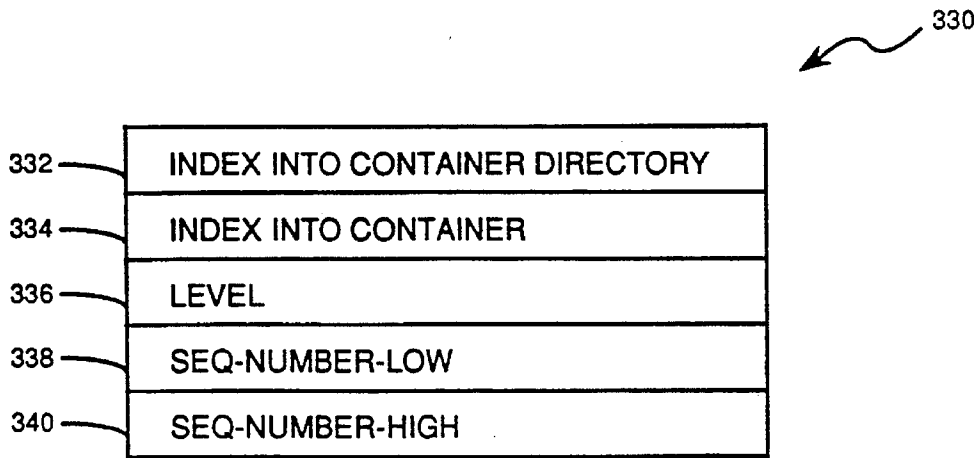 330
332 INDEX INTO CONTAINER DIRECTORY
334 INDEX INTO CONTAINER
336 LEVEL
338 SEQ-NUMBER-LOW
340 SEQ-NUMBER-HIGH